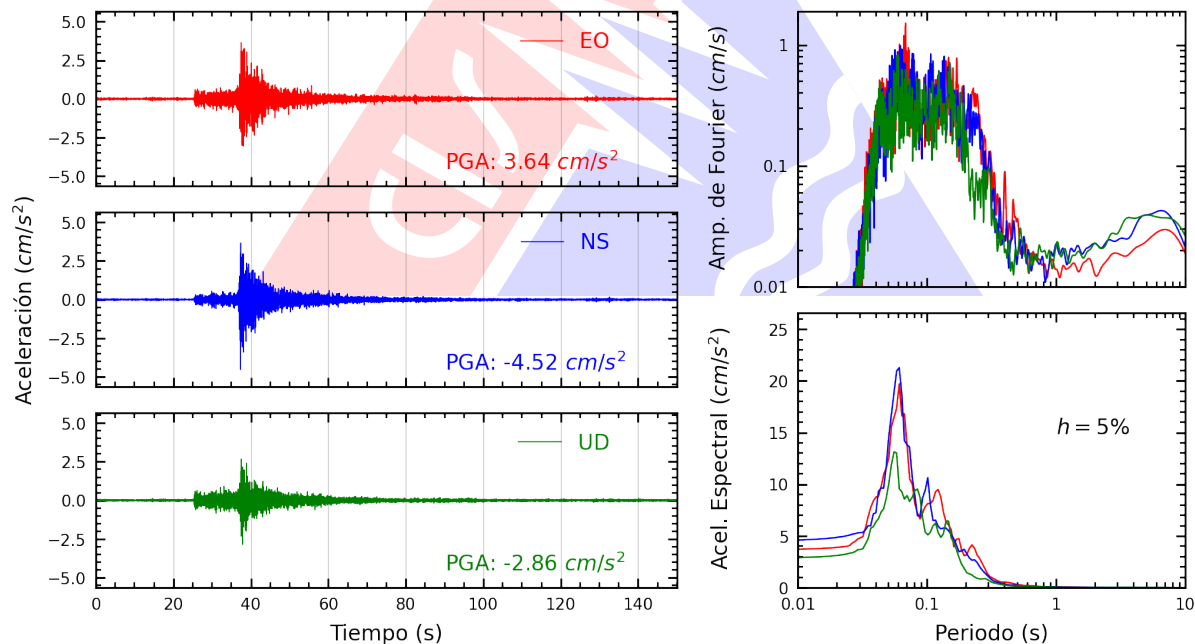 Aceleración (cm/s²)
5.0
2.5
0.0
−2.5
−5.0
EO
PGA: 3.64 cm/s²
5.0
2.5
0.0
−2.5
−5.0
NS
PGA: -4.52 cm/s²
5.0
2.5
0.0
−2.5
−5.0
UD
PGA: -2.86 cm/s²
0 20 40 60 80 100 120 140
Tiempo (s)
Amp. de Fourier (cm/s)
1
0.1
0.01
Acel. Espectral (cm/s²)
25
20
15
10
5
0
h = 5%
0.01 0.1 1 10
Periodo (s)
CISMID